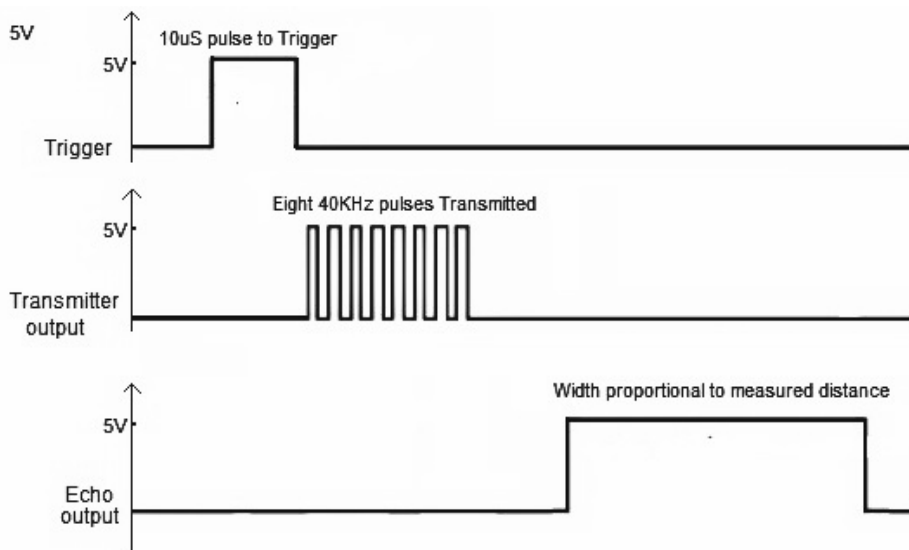 5V
10uS pulse to Trigger
5V
Trigger
Eight 40KHz pulses Transmitted
5V
Transmitter
output
Width proportional to measured distance
5V
Echo
output